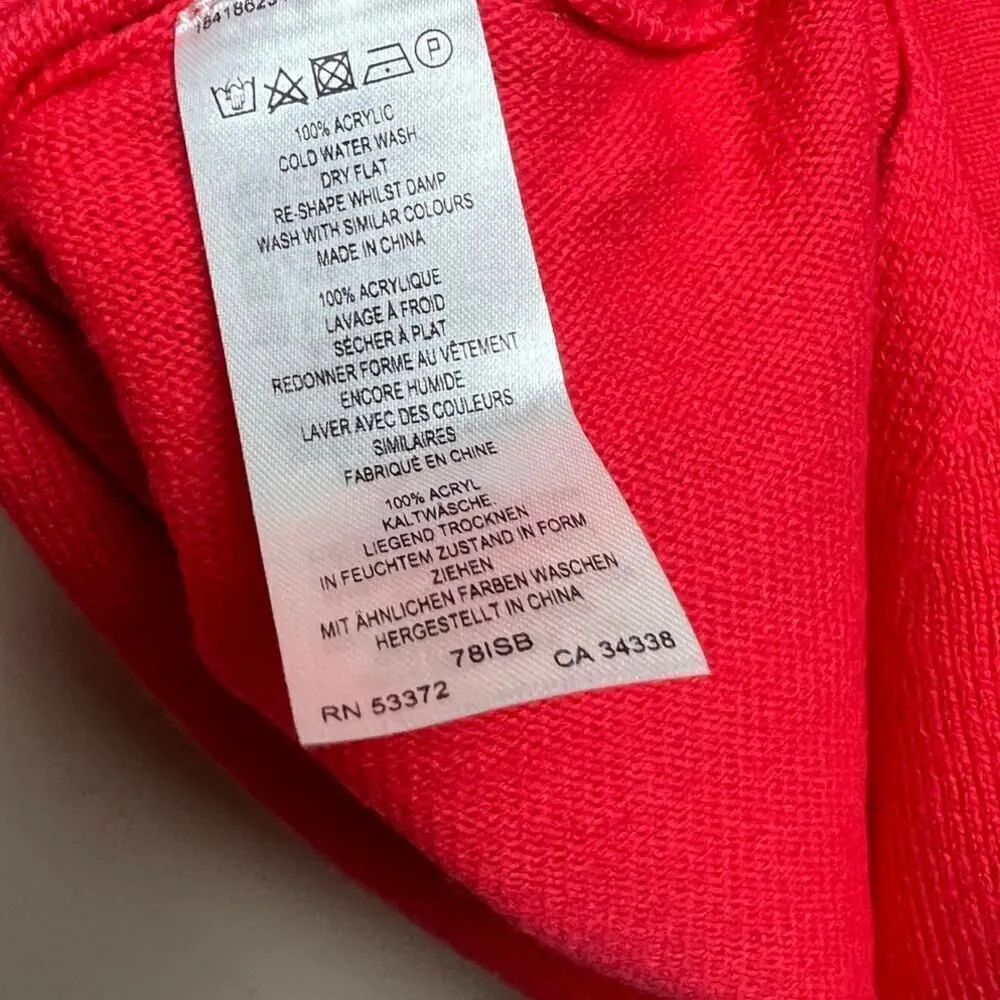 P
100% ACRYLIC
COLD WATER WASH
DRY FLAT
RE-SHAPE WHILST DAMP
WASH WITH SIMILAR COLOURS
MADE IN CHINA
100% ACRYLIQUE
LAVAGE À FROID
SÉCHER À PLAT
REDONNER FORME AU VÊTEMENT
ENCORE HUMIDE
LAVER AVEC DES COULEURS
SIMILAIRES
FABRIQUÉ EN CHINE
100% ACRYL
KALTWÄSCHE.
LIEGEND TROCKNEN
IN FEUCHTEM ZUSTAND IN FORM
ZIEHEN
MIT ÄHNLICHEN FARBEN WASCHEN
HERGESTELLT IN CHINA
78ISB
RN 53372 CA 34338